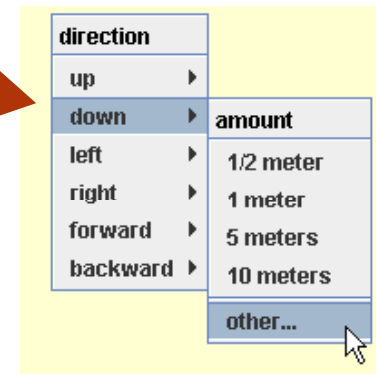 direction
up
down
left
right
forward
backward
amount
1/2 meter
1 meter
5 meters
10 meters
other...